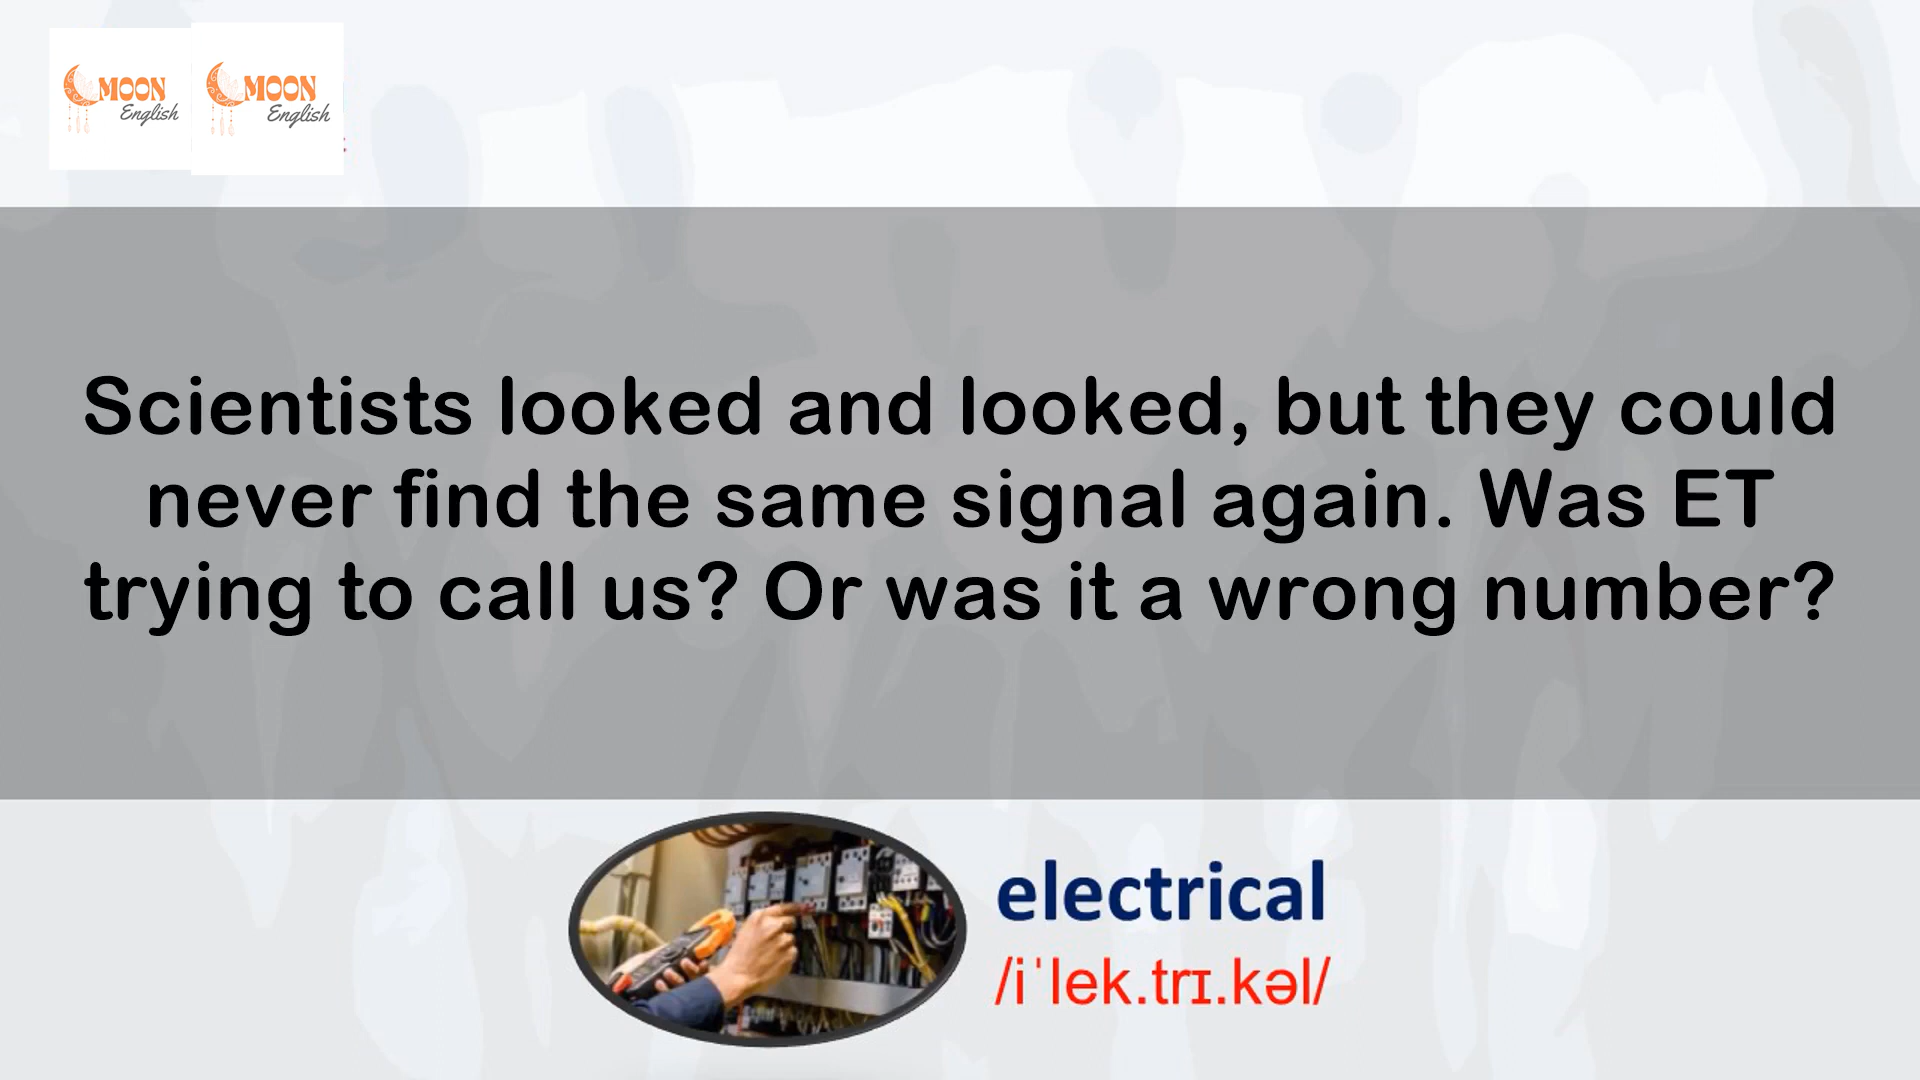 MOON
English
MOON
English
Scientists looked and looked, but they could
never find the same signal again. Was ET
trying to call us? Or was it a wrong number?
electrical
/iˈlek.trɪ.kəl/